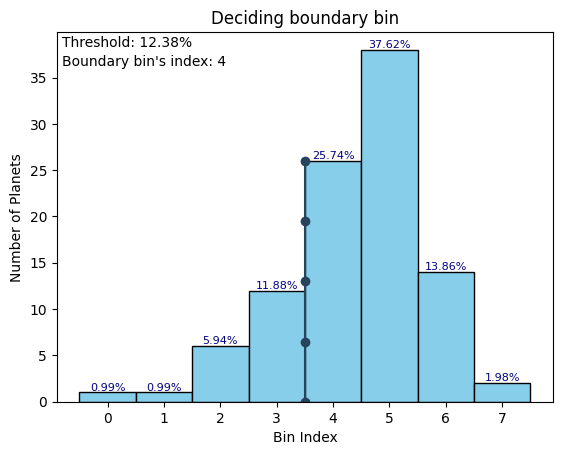 Deciding boundary bin
Threshold: 12.38%
Boundary bin's index: 4
37.62%
25.74%
13.86%
11.88%
5.94%
1.98%
0.99%
0.99%
Number of Planets
35
30
25
20
15
10
5
0
0 1 2 3 4 5 6 7
Bin Index